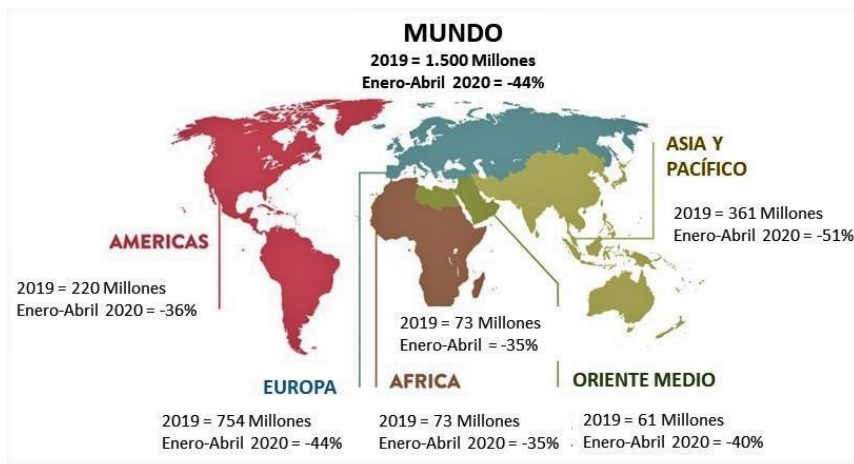 MUNDO
2019 = 1.500 Millones
Enero-Abril 2020 = -44%
ASIA Y
PACÍFICO
2019 = 361 Millones
Enero-Abril 2020 = -51%
AMERICAS
2019 = 220 Millones
Enero-Abril 2020 = -36%
2019 = 73 Millones
Enero-Abril = -35%
EUROPA
2019 = 754 Millones
Enero-Abril 2020 = -44%
AFRICA
2019 = 73 Millones
Enero-Abril 2020 = -35%
ORIENTE MEDIO
2019 = 61 Millones
Enero-Abril 2020 = -40%